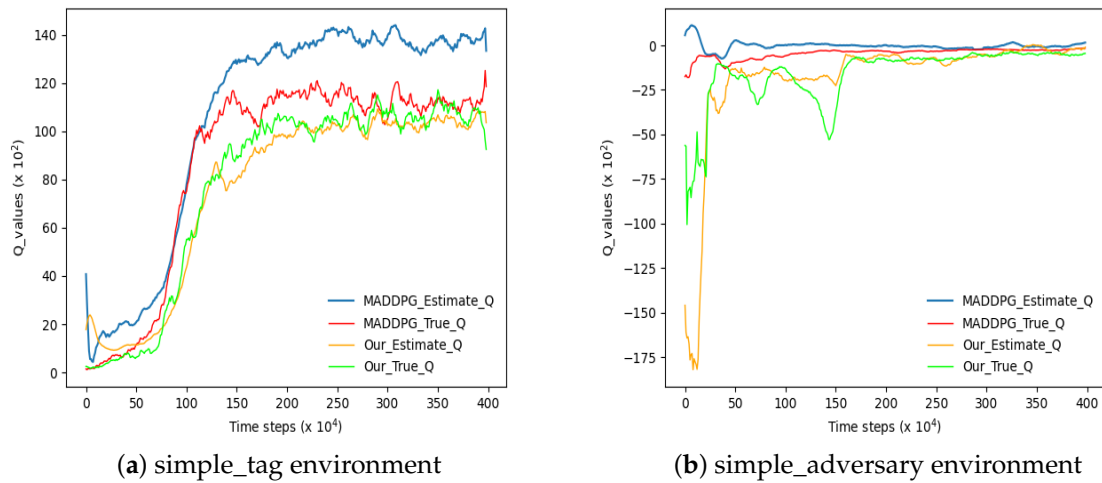 140
120
100
80
60
40
20
0
Q_values (x 10²)
MADDPG_Estimate_Q
MADDPG_True_Q
Our_Estimate_Q
Our_True_Q
0 50 100 150 200 250 300 350 400
Time steps (x 10⁴)
(a) simple_tag environment
0
−25
−50
−75
−100
−125
−150
−175
Q_values (x 10²)
MADDPG_Estimate_Q
MADDPG_True_Q
Our_Estimate_Q
Our_True_Q
0 50 100 150 200 250 300 350 400
Time steps (x 10⁴)
(b) simple_adversary environment